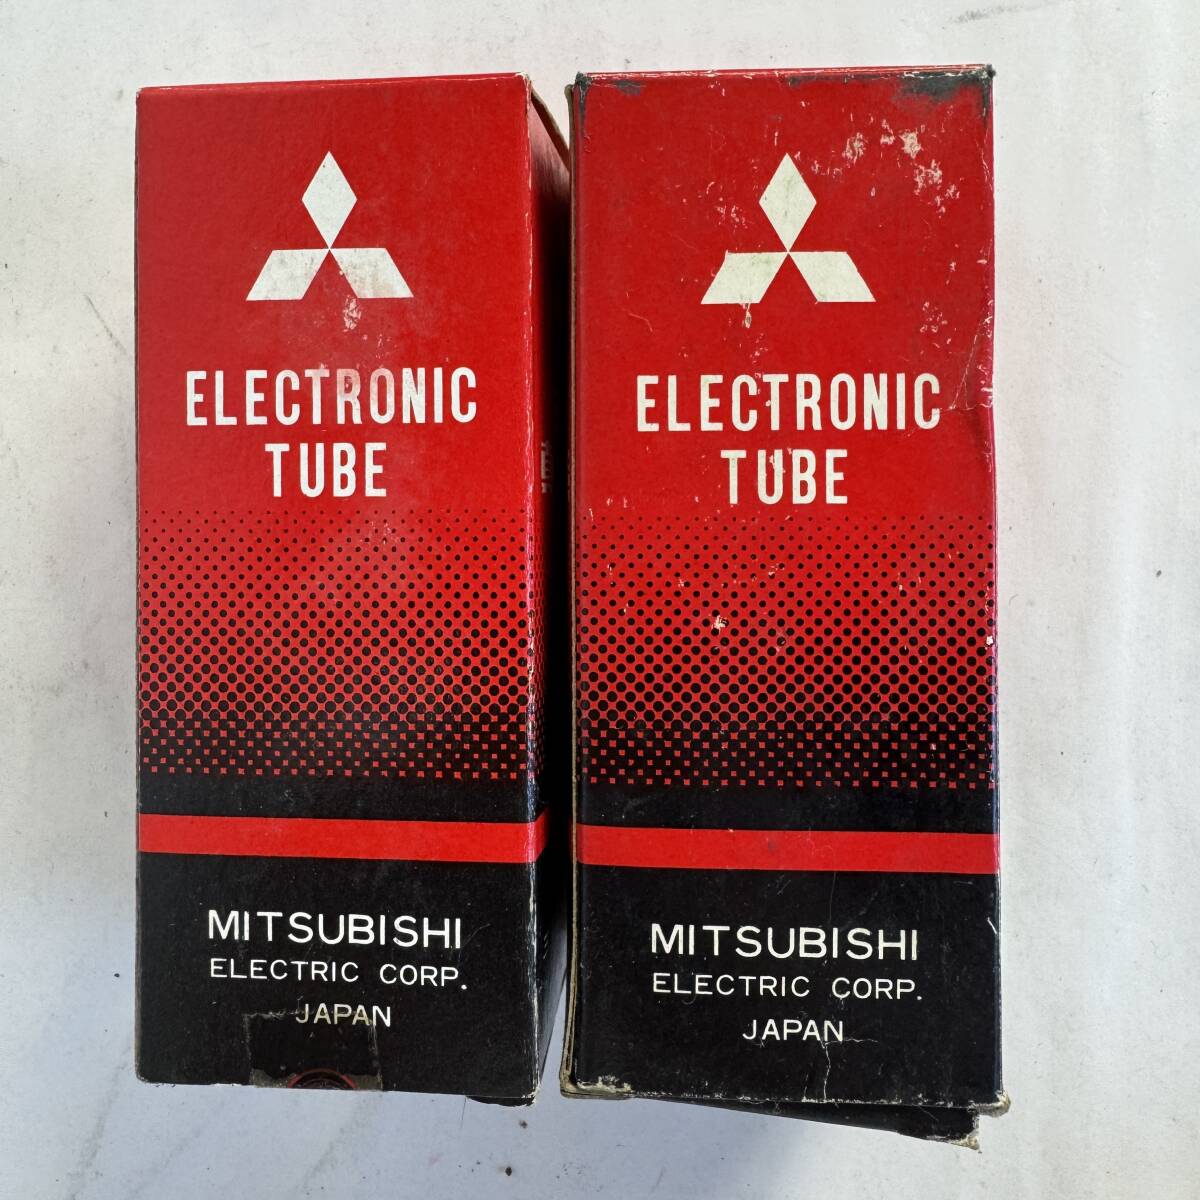 ELECTRONIC
TUBE
MITSUBISHI
ELECTRIC CORP.
JAPAN
ELECTRONIC
TUBE
MITSUBISHI
ELECTRIC CORP.
JAPAN